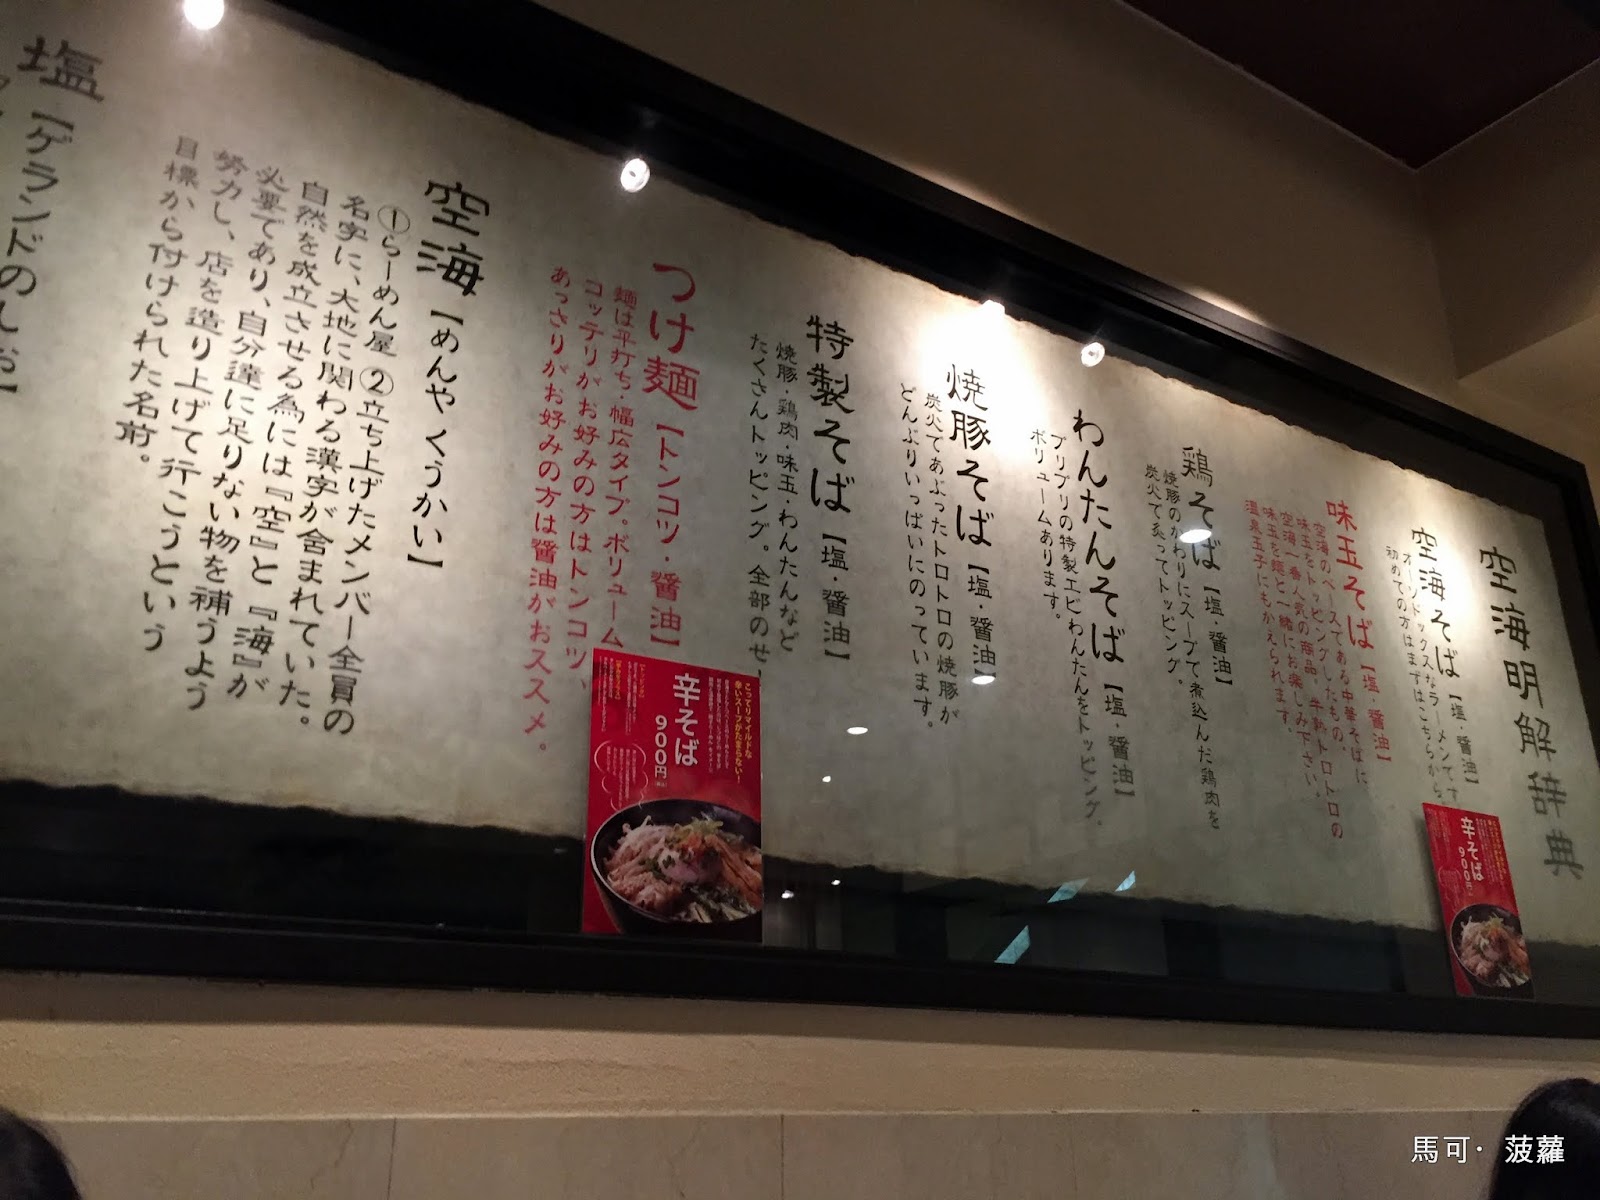 空海明解辞典
空海そば【塩・醤油】
オーソドックスなラーメンです。
初めての方はまずはこちらから。
味玉そば【塩・醤油】
空海のベースである中華そばに
味玉をトッピングしたもの。
空海一番人気の商品。半熟トロトロの
味玉を麺と一緒にお楽しみ下さい。
温泉玉子にもかえられます。
鶏そば【塩・醤油】
焼豚のかわりにスープで煮込んだ鶏肉を
炭火で炙ってトッピング。
わんたんそば【塩・醤油】
プリプリの特製エビわんたんをトッピング。
ボリュームあります。
焼豚そば【塩・醤油】
炭火であぶったトロトロの焼豚が
どんぶりいっぱいにのっています。
特製そば【塩・醤油】
焼豚・鶏肉・味玉・わんたんなど
たくさんトッピング。全部のせ
つけ麺【トンコツ・醤油】
麺は平打ち・幅広タイプ。ボリューム
コッテリがお好みの方はトンコツ、
あっさりがお好みの方は醤油がおススメ。
空海【めんや くうかい】
①らーめん屋 ②立ち上げたメンバー全員の
名字に、大地に関わる漢字が含まれていた。
自然を成立させる為には『空』と『海』が
必要であり、自分達に足りない物を補うよう
努力し、店を造り上げて行こうという
目標から付けられた名前。
塩【ゲランドのしお】
こってりマイルドな
辛いスープがたまらない!
辛そば
900円
辛そば
900円
馬可・菠蘿